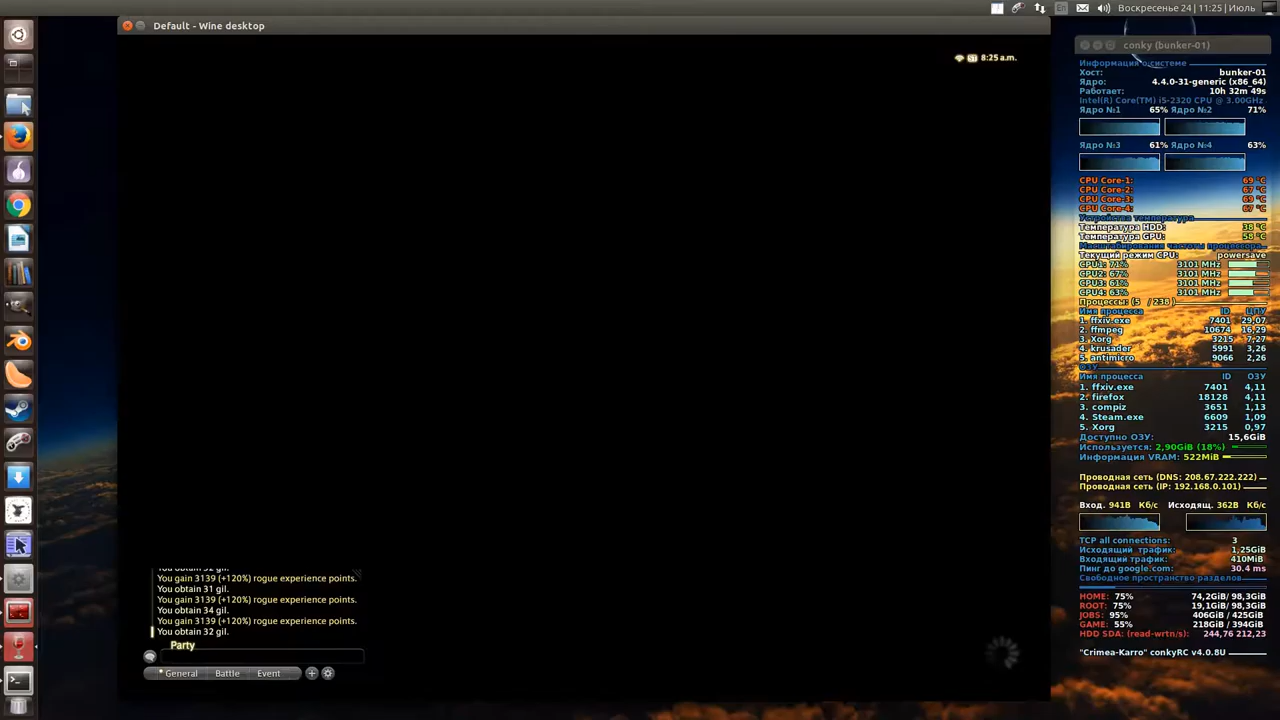 Default - Wine desktop
En
Воскресенье 24 | 11:25 | Июль
8:25 a.m.
You gain 3139 (+120%) rogue experience points.
You obtain 31 gil.
You gain 3139 (+120%) rogue experience points.
You obtain 34 gil.
You gain 3139 (+120%) rogue experience points.
You obtain 32 gil.
Party
General Battle Event
conky (bunker-01)
Информация о системе
Хост: bunker-01
Ядро: 4.4.0-31-generic (x86_64)
Работает: 10h 32m 49s
Intel(R) Core(TM) i5-2320 CPU @ 3.00GHz
Ядро №1 65% Ядро №2 71%
Ядро №3 61% Ядро №4 63%
CPU Core-1: 69 °C
CPU Core-2: 67 °C
CPU Core-3: 69 °C
CPU Core-4: 67 °C
Устройства температура
Температура HDD: 38 °C
Температура GPU: 58 °C
Масштабирования частоты процессора
Текущий режим CPU: powersave
CPU1: 71% 3101 MHz
CPU2: 67% 3101 MHz
CPU3: 61% 3101 MHz
CPU4: 63% 3101 MHz
Процессы: (5 / 238 )
Имя процесса ID ЦПУ
1. ffxiv.exe 7401 29,07
2. ffmpeg 10674 16,29
3. Xorg 3215 7,27
4. krusader 5991 3,26
5. antimicro 9066 2,26
ОЗУ
Имя процесса ID ОЗУ
1. ffxiv.exe 7401 4,11
2. firefox 18128 4,11
3. compiz 3651 1,13
4. Steam.exe 6609 1,09
5. Xorg 3215 0,97
Доступно ОЗУ: 15,6GiB
Используется: 2,90GiB (18%)
Информация VRAM: 522MiB
Проводная сеть (DNS: 208.67.222.222)
Проводная сеть (IP: 192.168.0.101)
Вход. 941B Кб/с Исходящ. 362B Кб/с
TCP all connections: 3
Исходящий трафик: 1,25GiB
Входящий трафик: 410MiB
Пинг до google.com: 30.4 ms
Свободное пространство разделов
HOME: 75% 74,2GiB/ 98,3GiB
ROOT: 75% 19,1GiB/ 98,3GiB
JOBS: 95% 406GiB / 425GiB
GAME: 55% 218GiB / 394GiB
HDD SDA: (read-wrtn/s): 244,76 212,23
"Crimea-Karro" conkyRC v4.0.8U